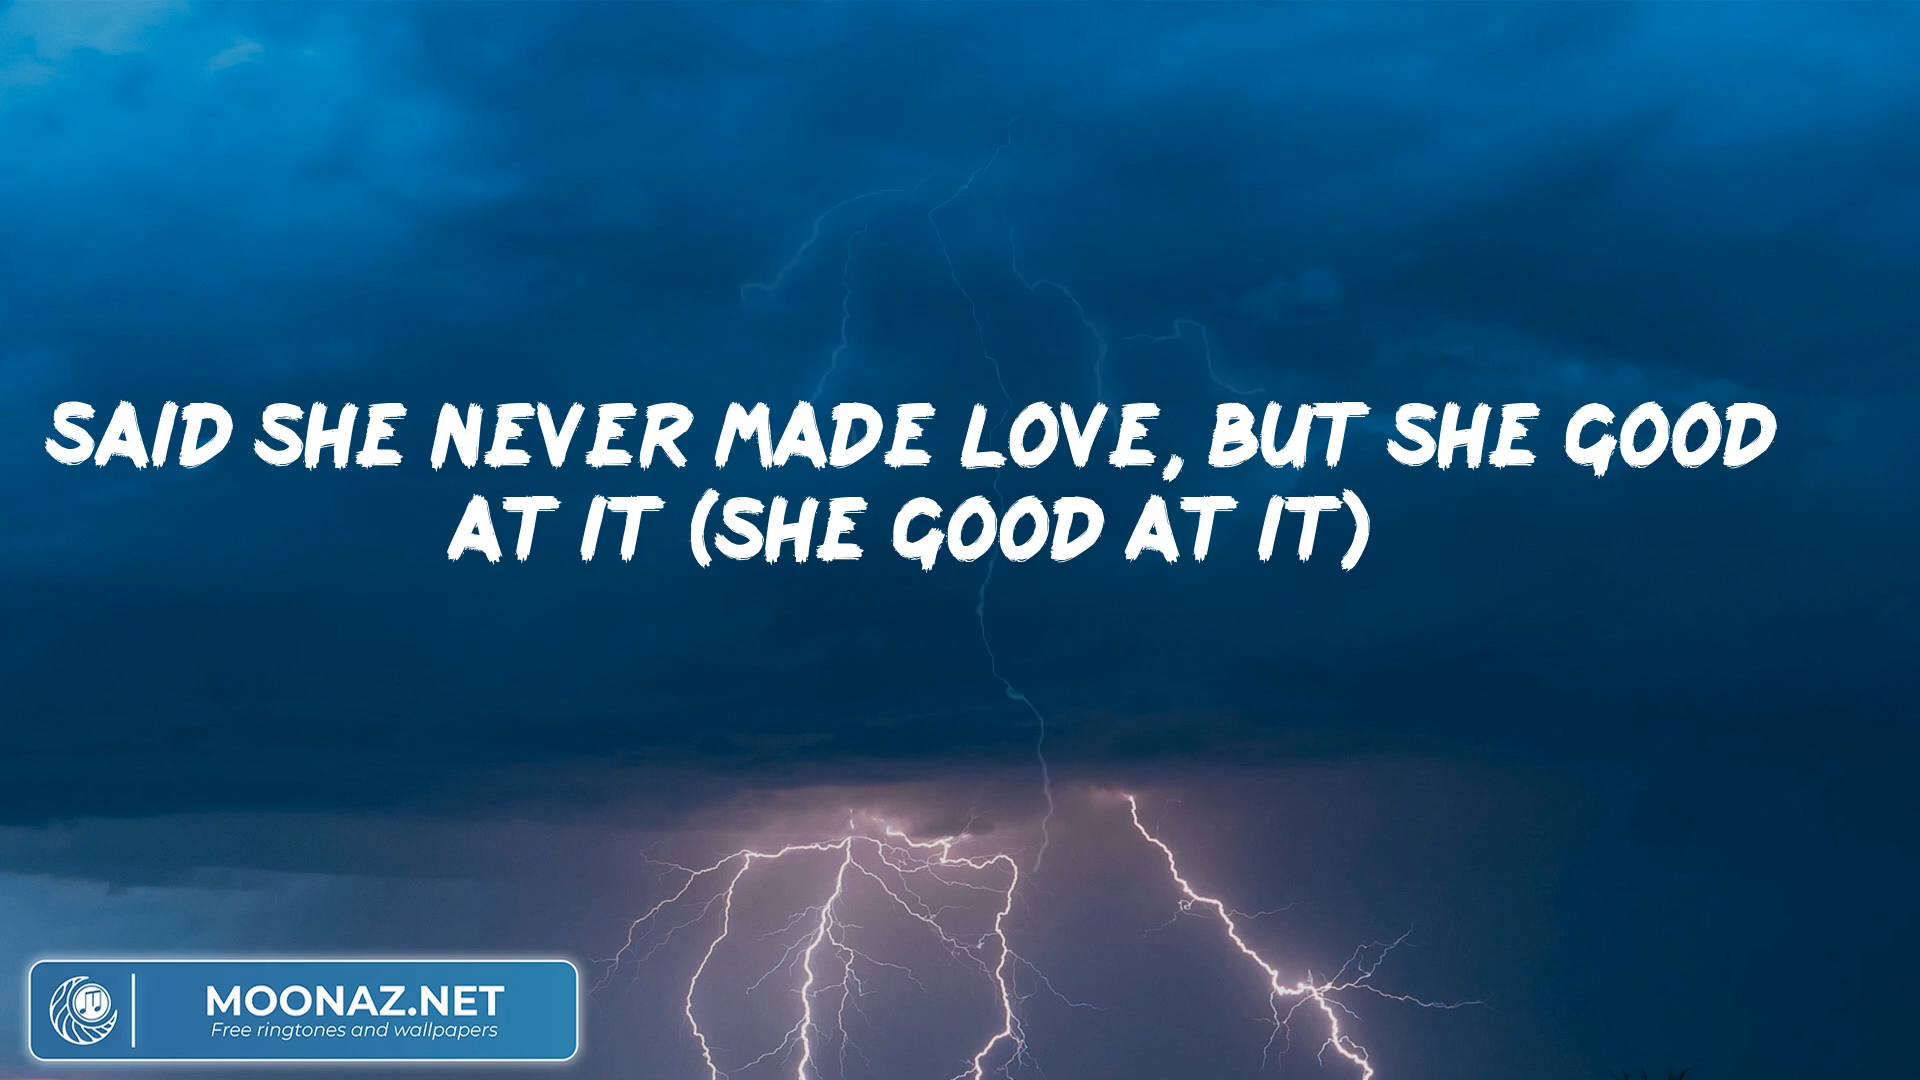 SAID SHE NEVER MADE LOVE, BUT SHE GOOD
AT IT (SHE GOOD AT IT)
MOONAZ.NET
Free ringtones and wallpapers